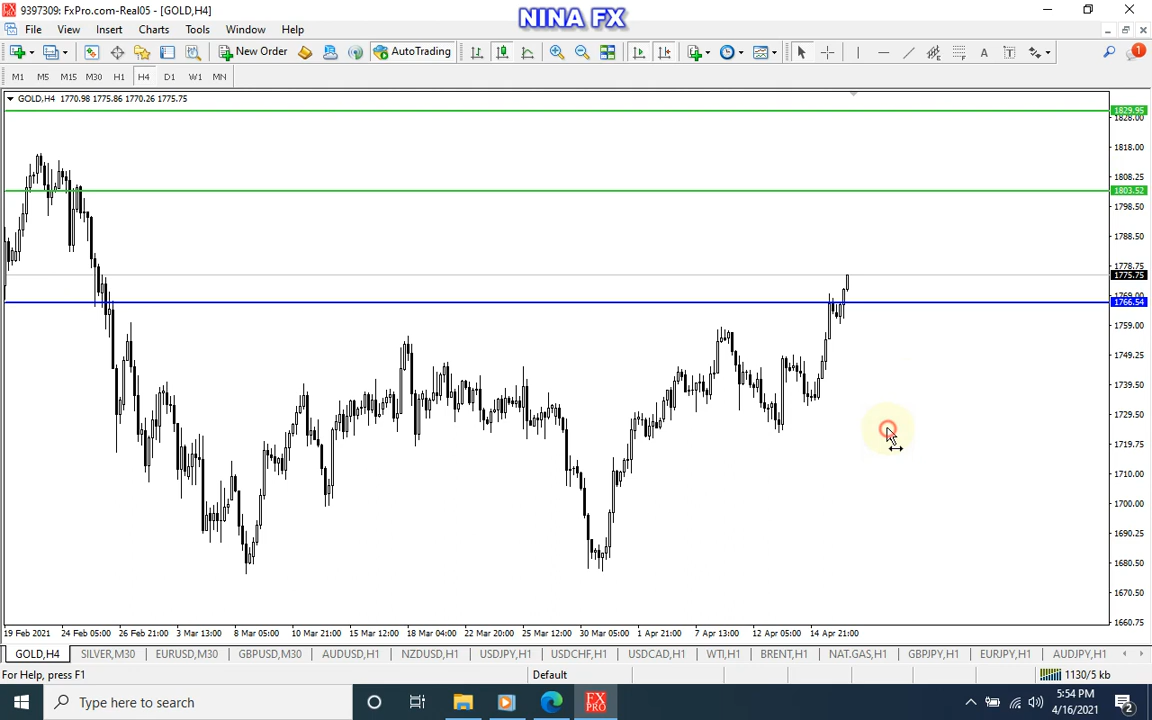 9397309: FxPro.com-Real05 - [GOLD,H4]
NINA FX
File View Insert Charts Tools Window Help
New Order AutoTrading A T 1
M1 M5 M15 M30 H1 H4 D1 W1 MN
GOLD,H4 1770.98 1775.86 1770.26 1775.75
1829.95
1828.00
1818.00
1808.25
1803.52
1798.50
1788.50
1778.75
1775.75
1769.00
1766.54
1759.00
1749.25
1739.50
1729.50
1719.75
1710.00
1700.00
1690.25
1680.50
1670.50
1660.75
19 Feb 2021 24 Feb 05:00 26 Feb 21:00 3 Mar 13:00 8 Mar 05:00 10 Mar 21:00 15 Mar 12:00 18 Mar 04:00 22 Mar 20:00 25 Mar 12:00 30 Mar 05:00 1 Apr 21:00 7 Apr 13:00 12 Apr 05:00 14 Apr 21:00
GOLD,H4 SILVER,M30 EURUSD,M30 GBPUSD,M30 AUDUSD,H1 NZDUSD,H1 USDJPY,H1 USDCHF,H1 USDCAD,H1 WTI,H1 BRENT,H1 NAT.GAS,H1 GBPJPY,H1 EURJPY,H1 AUDJPY,H1
For Help, press F1 Default 1130/5 kb
Type here to search FX PRO 5:54 PM
4/16/2021 2